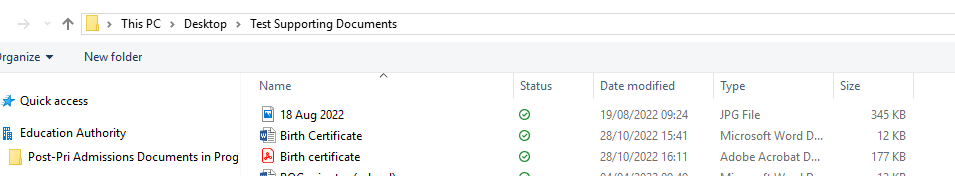 This PC > Desktop > Test Supporting Documents
rganize New folder
Name Status Date modified Type Size
Quick access
18 Aug 2022 19/08/2022 09:24 JPG File 345 KB
Education Authority
Birth Certificate 28/10/2022 15:41 Microsoft Word D... 12 KB
Post-Pri Admissions Documents in Prog
Birth certificate 28/10/2022 16:11 Adobe Acrobat D... 177 KB